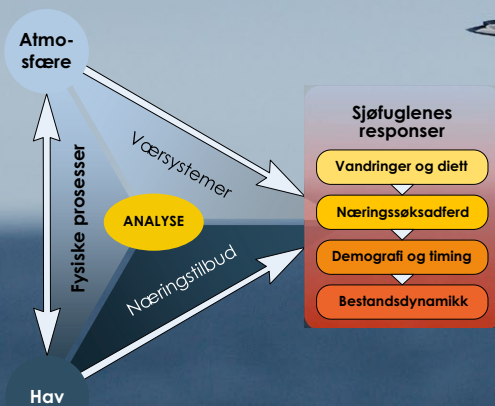 Atmo-
sfære
Fysiske prosesser
Værsystemer
ANALYSE
Næringstilbud
Hav
Sjøfuglenes
responser
Vandringer og diett
Næringssøksadferd
Demografi og timing
Bestandsdynamikk